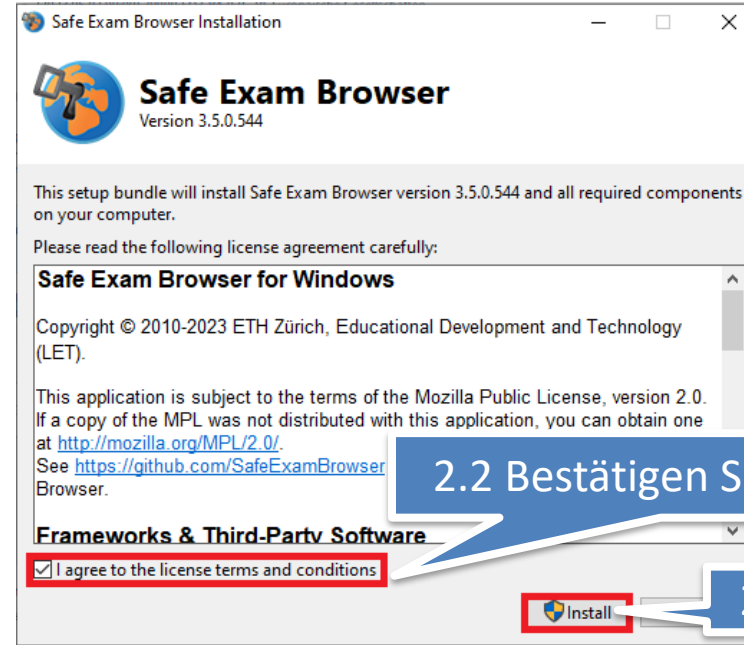 Safe Exam Browser Installation
Safe Exam Browser
Version 3.5.0.544
This setup bundle will install Safe Exam Browser version 3.5.0.544 and all required components
on your computer.
Please read the following license agreement carefully:
Safe Exam Browser for Windows
Copyright © 2010-2023 ETH Zürich, Educational Development and Technology
(LET).
This application is subject to the terms of the Mozilla Public License, version 2.0.
If a copy of the MPL was not distributed with this application, you can obtain one
at http://mozilla.org/MPL/2.0/.
See https://github.com/SafeExamBrowser
Browser.
2.2 Bestätigen S
Frameworks & Third-Party Software
I agree to the license terms and conditions
Install